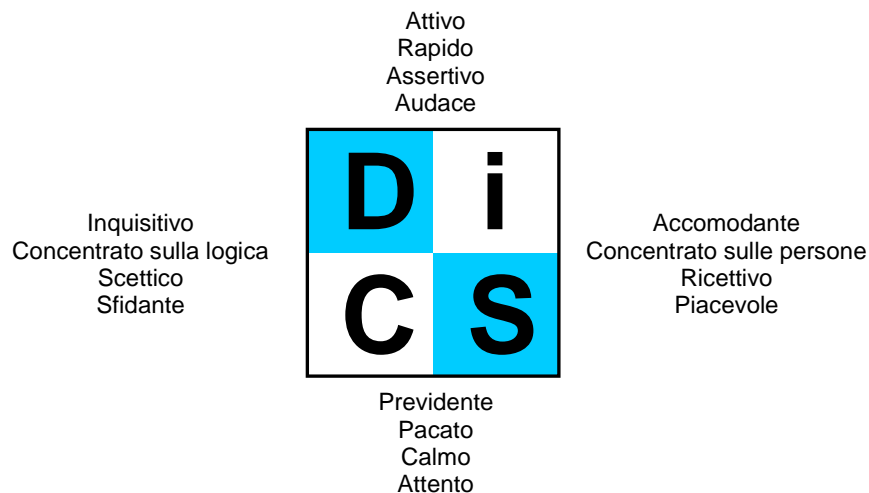 Attivo
Rapido
Assertivo
Audace
D i
Inquisitivo
Concentrato sulla logica
Scettico
Sfidante
Accomodante
Concentrato sulle persone
Ricettivo
Piacevole
C S
Previdente
Pacato
Calmo
Attento